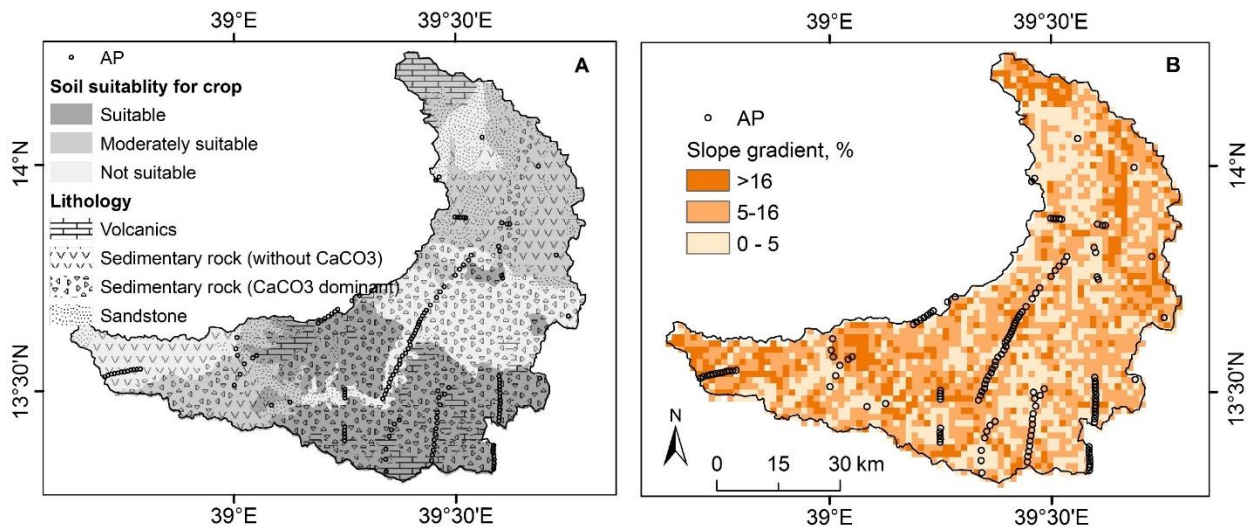 39°E
39°30'E
39°E
39°30'E
AP
A
Soil suitablity for crop
Suitable
Moderately suitable
Not suitable
Lithology
Volcanics
Sedimentary rock (without CaCO3)
Sedimentary rock (CaCO3 dominant)
Sandstone
14°N
13°30'N
39°E
39°30'E
B
AP
Slope gradient, %
>16
5-16
0 - 5
N
0 15 30 km
14°N
13°30'N
39°E
39°30'E